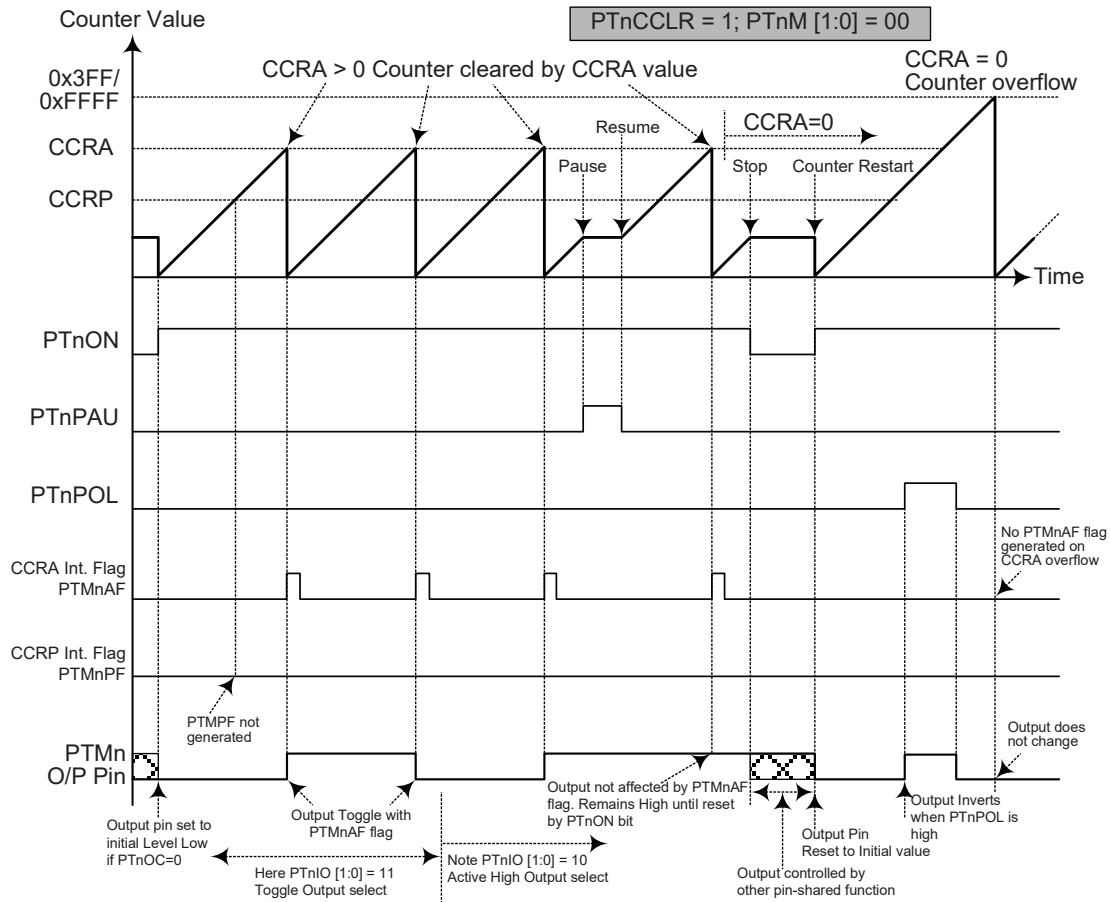 Counter Value
PTnCCLR = 1; PTnM [1:0] = 00
0x3FF/
0xFFFF
CCRA > 0 Counter cleared by CCRA value
CCRA = 0
Counter overflow
CCRA
Resume
CCRA=0
Pause
Stop
Counter Restart
CCRP
Time
PTnON
PTnPAU
PTnPOL
No PTMnAF flag
generated on
CCRA overflow
CCRA Int. Flag
PTMnAF
CCRP Int. Flag
PTMnPF
PTMPF not
generated
PTMn
O/P Pin
Output does
not change
Output pin set to
initial Level Low
if PTnOC=0
Output Toggle with
PTMnAF flag
Output not affected by PTMnAF
flag. Remains High until reset
by PTnON bit
Output Inverts
when PTnPOL is
high
Output Pin
Reset to Initial value
Here PTnIO [1:0] = 11
Toggle Output select
Note PTnIO [1:0] = 10
Active High Output select
Output controlled by
other pin-shared function